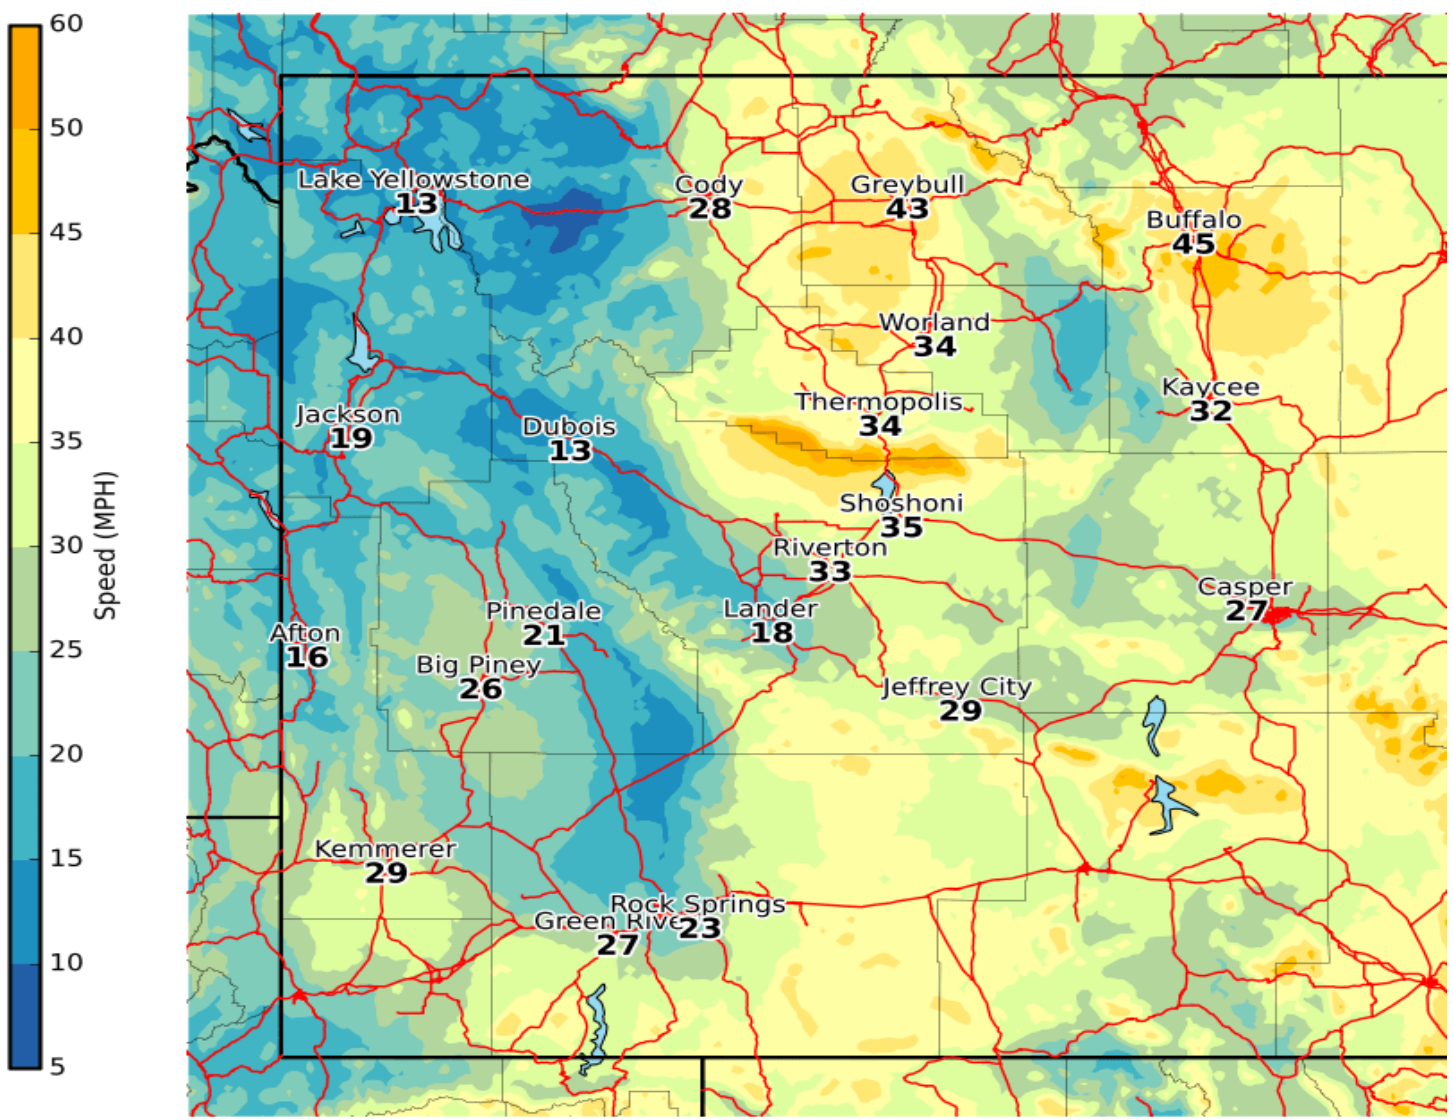 60
50
45
40
35
30
25
20
15
10
5
Speed (MPH)
Lake Yellowstone
13
Cody
28
Greybull
43
Buffalo
45
Worland
34
Jackson
19
Dubois
13
Thermopolis
34
Kaycee
32
Shoshoni
35
Riverton
33
Casper
27
Afton
16
Pinedale
21
Lander
18
Big Piney
26
Jeffrey City
29
Kemmerer
29
Rock Springs
23
Green Rive
27